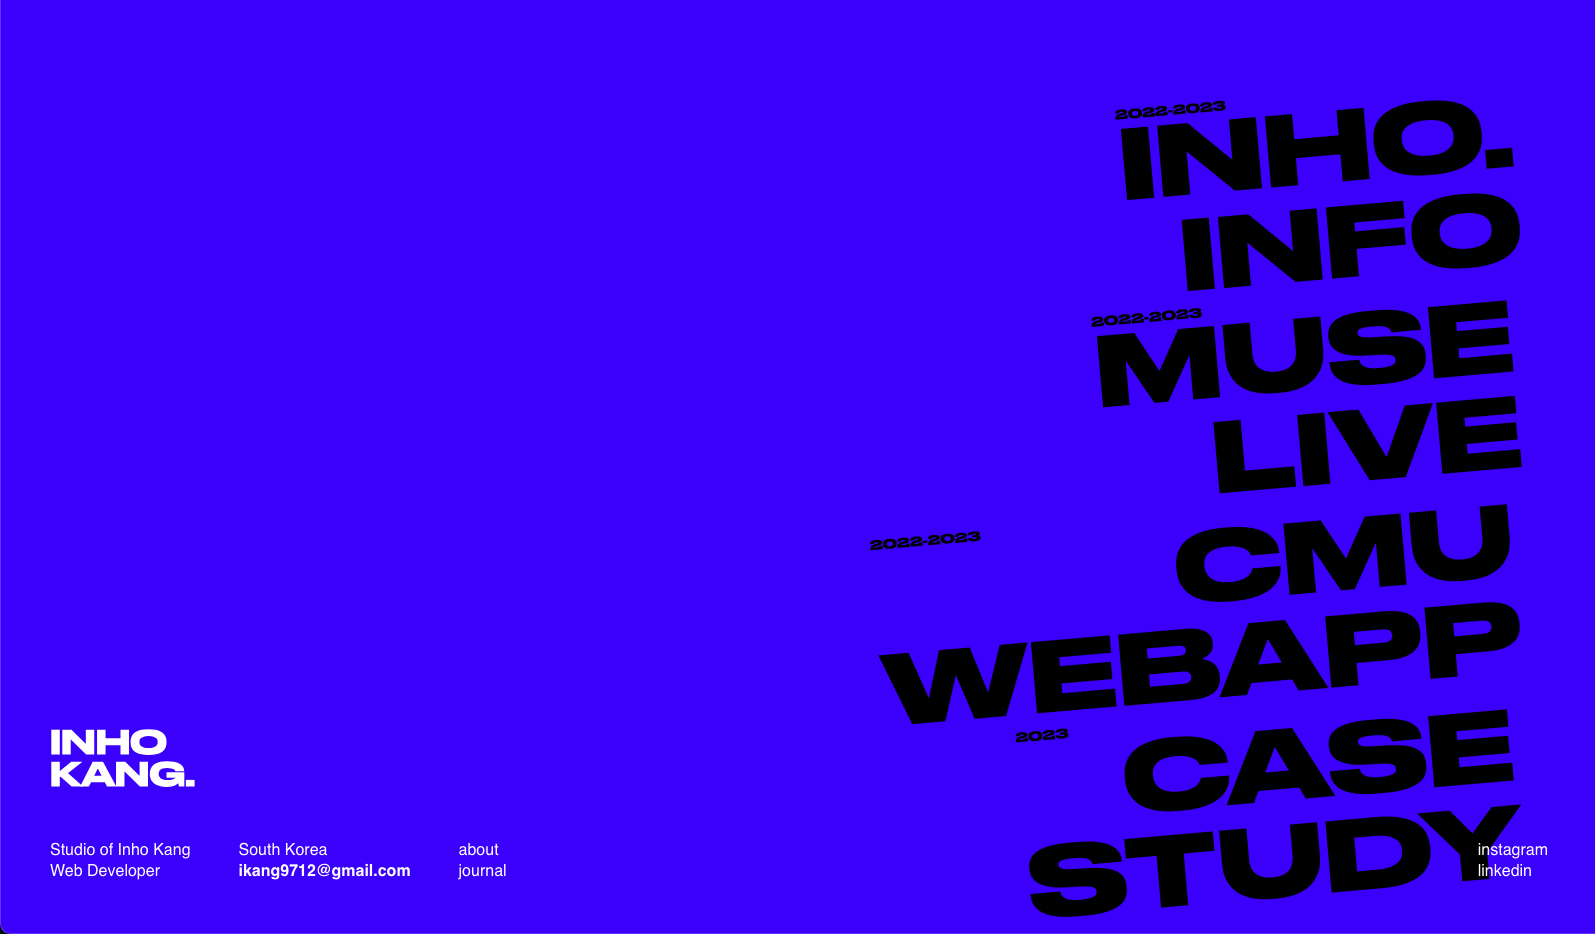 2022-2023
INHO.
INFO
2022-2023
MUSE
LIVE
2022-2023
CMU
WEBAPP
2023
CASE
STUDY
INHO
KANG.
Studio of Inho Kang
Web Developer
South Korea
ikang9712@gmail.com
about
journal
instagram
linkedin